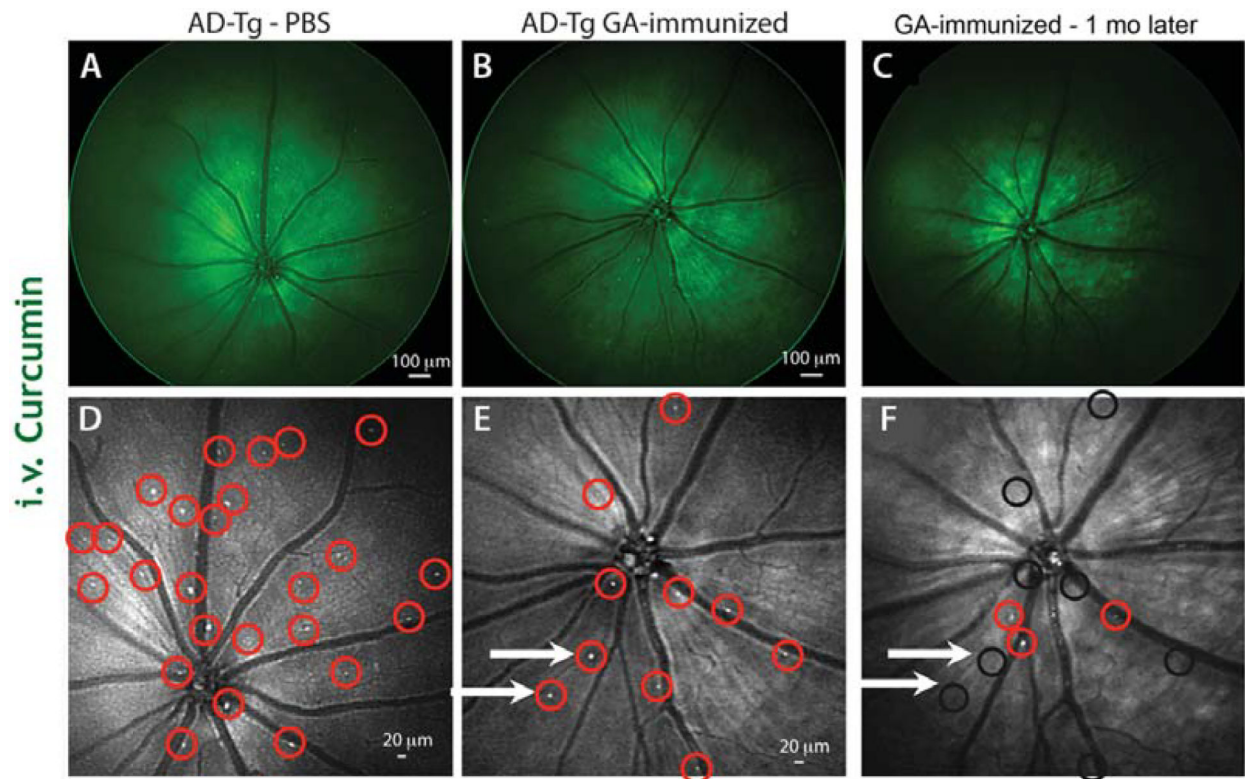 AD-Tg - PBS
AD-Tg GA-immunized
GA-immunized - 1 mo later
i.v. Curcumin
A
B
C
100 μm
100 μm
D
E
F
20 μm
20 μm